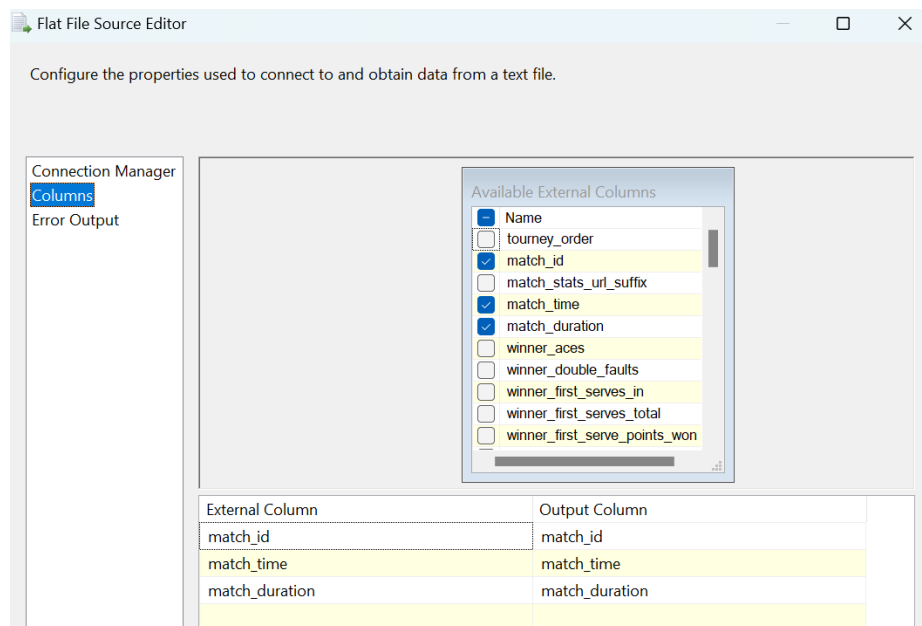 Flat File Source Editor
Configure the properties used to connect to and obtain data from a text file.
Connection Manager
Columns
Error Output
Available External Columns
Name
tourney_order
match_id
match_stats_url_suffix
match_time
match_duration
winner_aces
winner_double_faults
winner_first_serves_in
winner_first_serves_total
winner_first_serve_points_won
External Column Output Column
match_id match_id
match_time match_time
match_duration match_duration